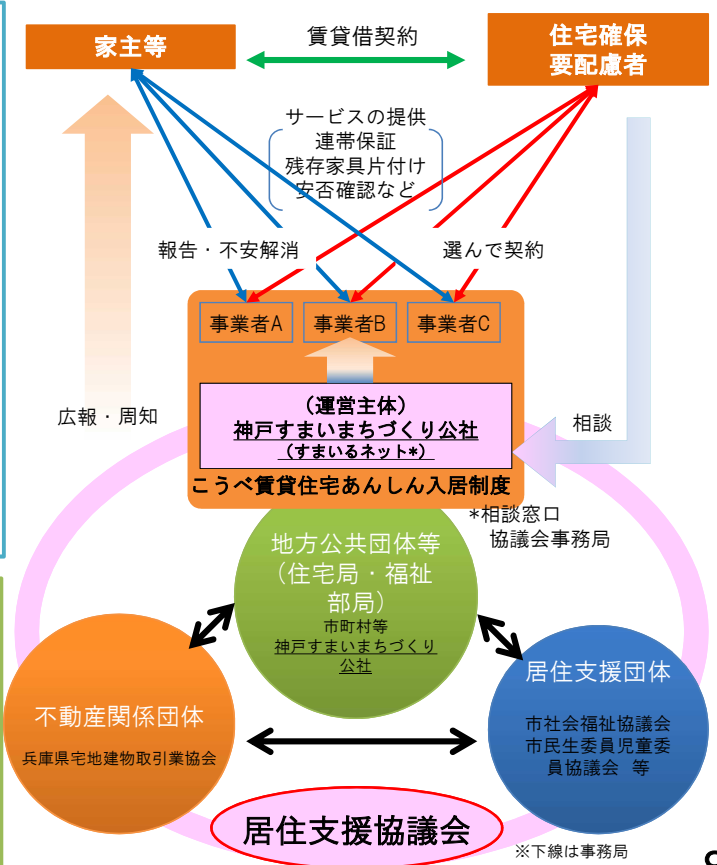 家主等
賃貸借契約
住宅確保
要配慮者
サービスの提供
連帯保証
残存家具片付け
安否確認など
報告・不安解消
選んで契約
事業者A
事業者B
事業者C
広報・周知
(運営主体)
神戸すまいまちづくり公社
(すまいるネット*)
こうべ賃貸住宅あんしん入居制度
相談
*相談窓口
協議会事務局
地方公共団体等
(住宅局・福祉
部局)
市町村等
神戸すまいまちづくり
公社
不動産関係団体
兵庫県宅地建物取引業協会
居住支援団体
市社会福祉協議会
市民生委員児童委
員協議会 等
居住支援協議会
※下線は事務局